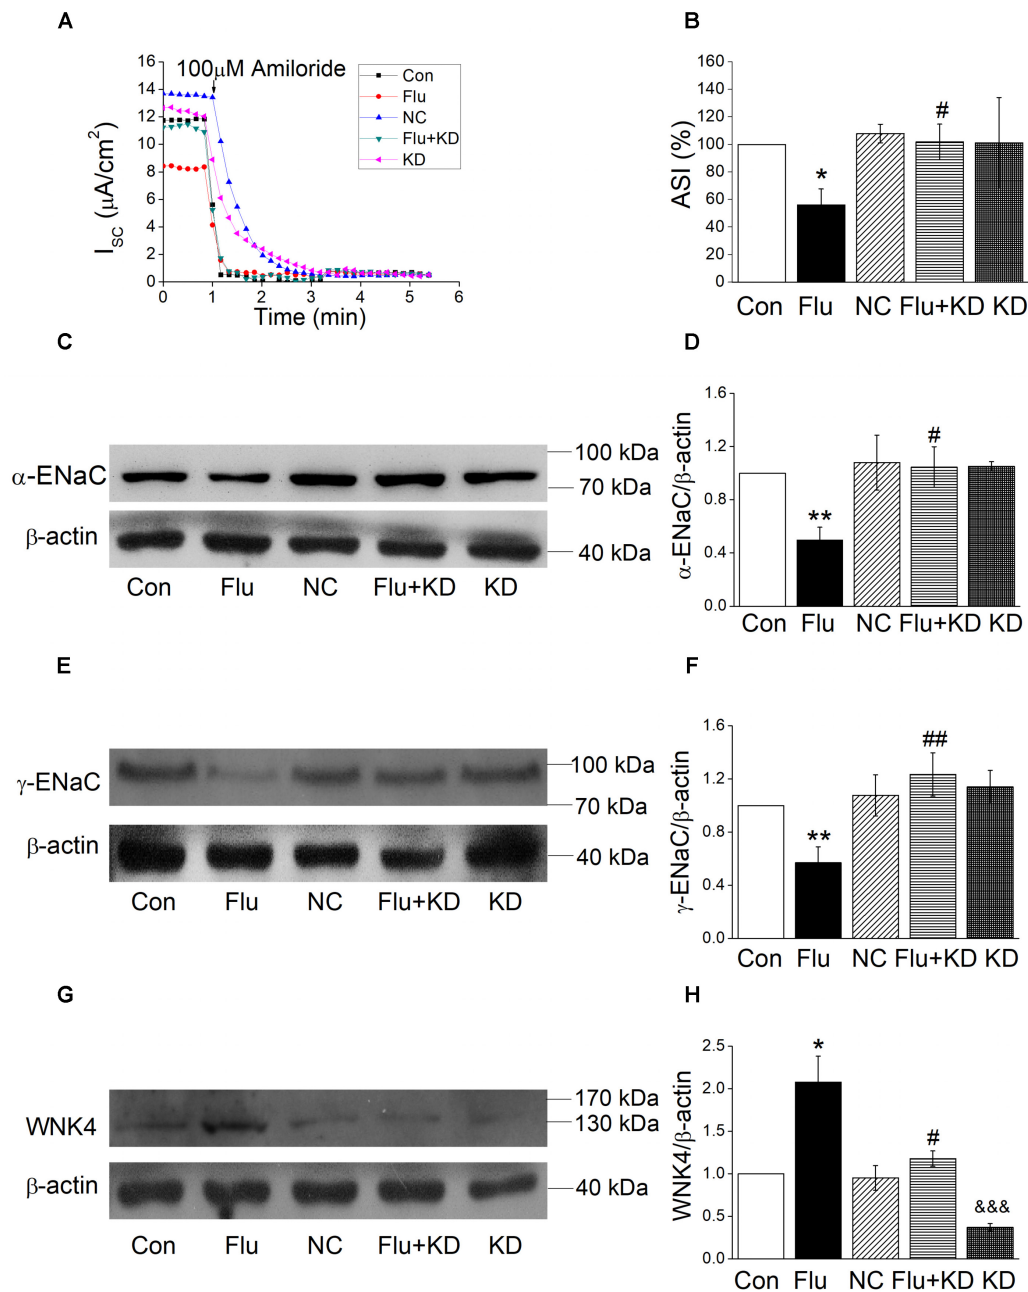 A
16
14
12
10
8
6
4
2
0
I_SC (μA/cm²)
100μM Amiloride
Con
Flu
NC
Flu+KD
KD
0 1 2 3 4 5 6
Time (min)
B
160
140
120
100
80
60
40
20
0
ASI (%)
*
#
Con Flu NC Flu+KD KD
C
α-ENaC
100 kDa
70 kDa
β-actin
40 kDa
Con Flu NC Flu+KD KD
D
1.6
1.2
0.8
0.4
0.0
α-ENaC/β-actin
**
#
Con Flu NC Flu+KD KD
E
γ-ENaC
100 kDa
70 kDa
β-actin
40 kDa
Con Flu NC Flu+KD KD
F
1.6
1.2
0.8
0.4
0.0
γ-ENaC/β-actin
**
##
Con Flu NC Flu+KD KD
G
WNK4
170 kDa
130 kDa
β-actin
40 kDa
Con Flu NC Flu+KD KD
H
2.5
2.0
1.5
1.0
0.5
0.0
WNK4/β-actin
*
#
&&&
Con Flu NC Flu+KD KD